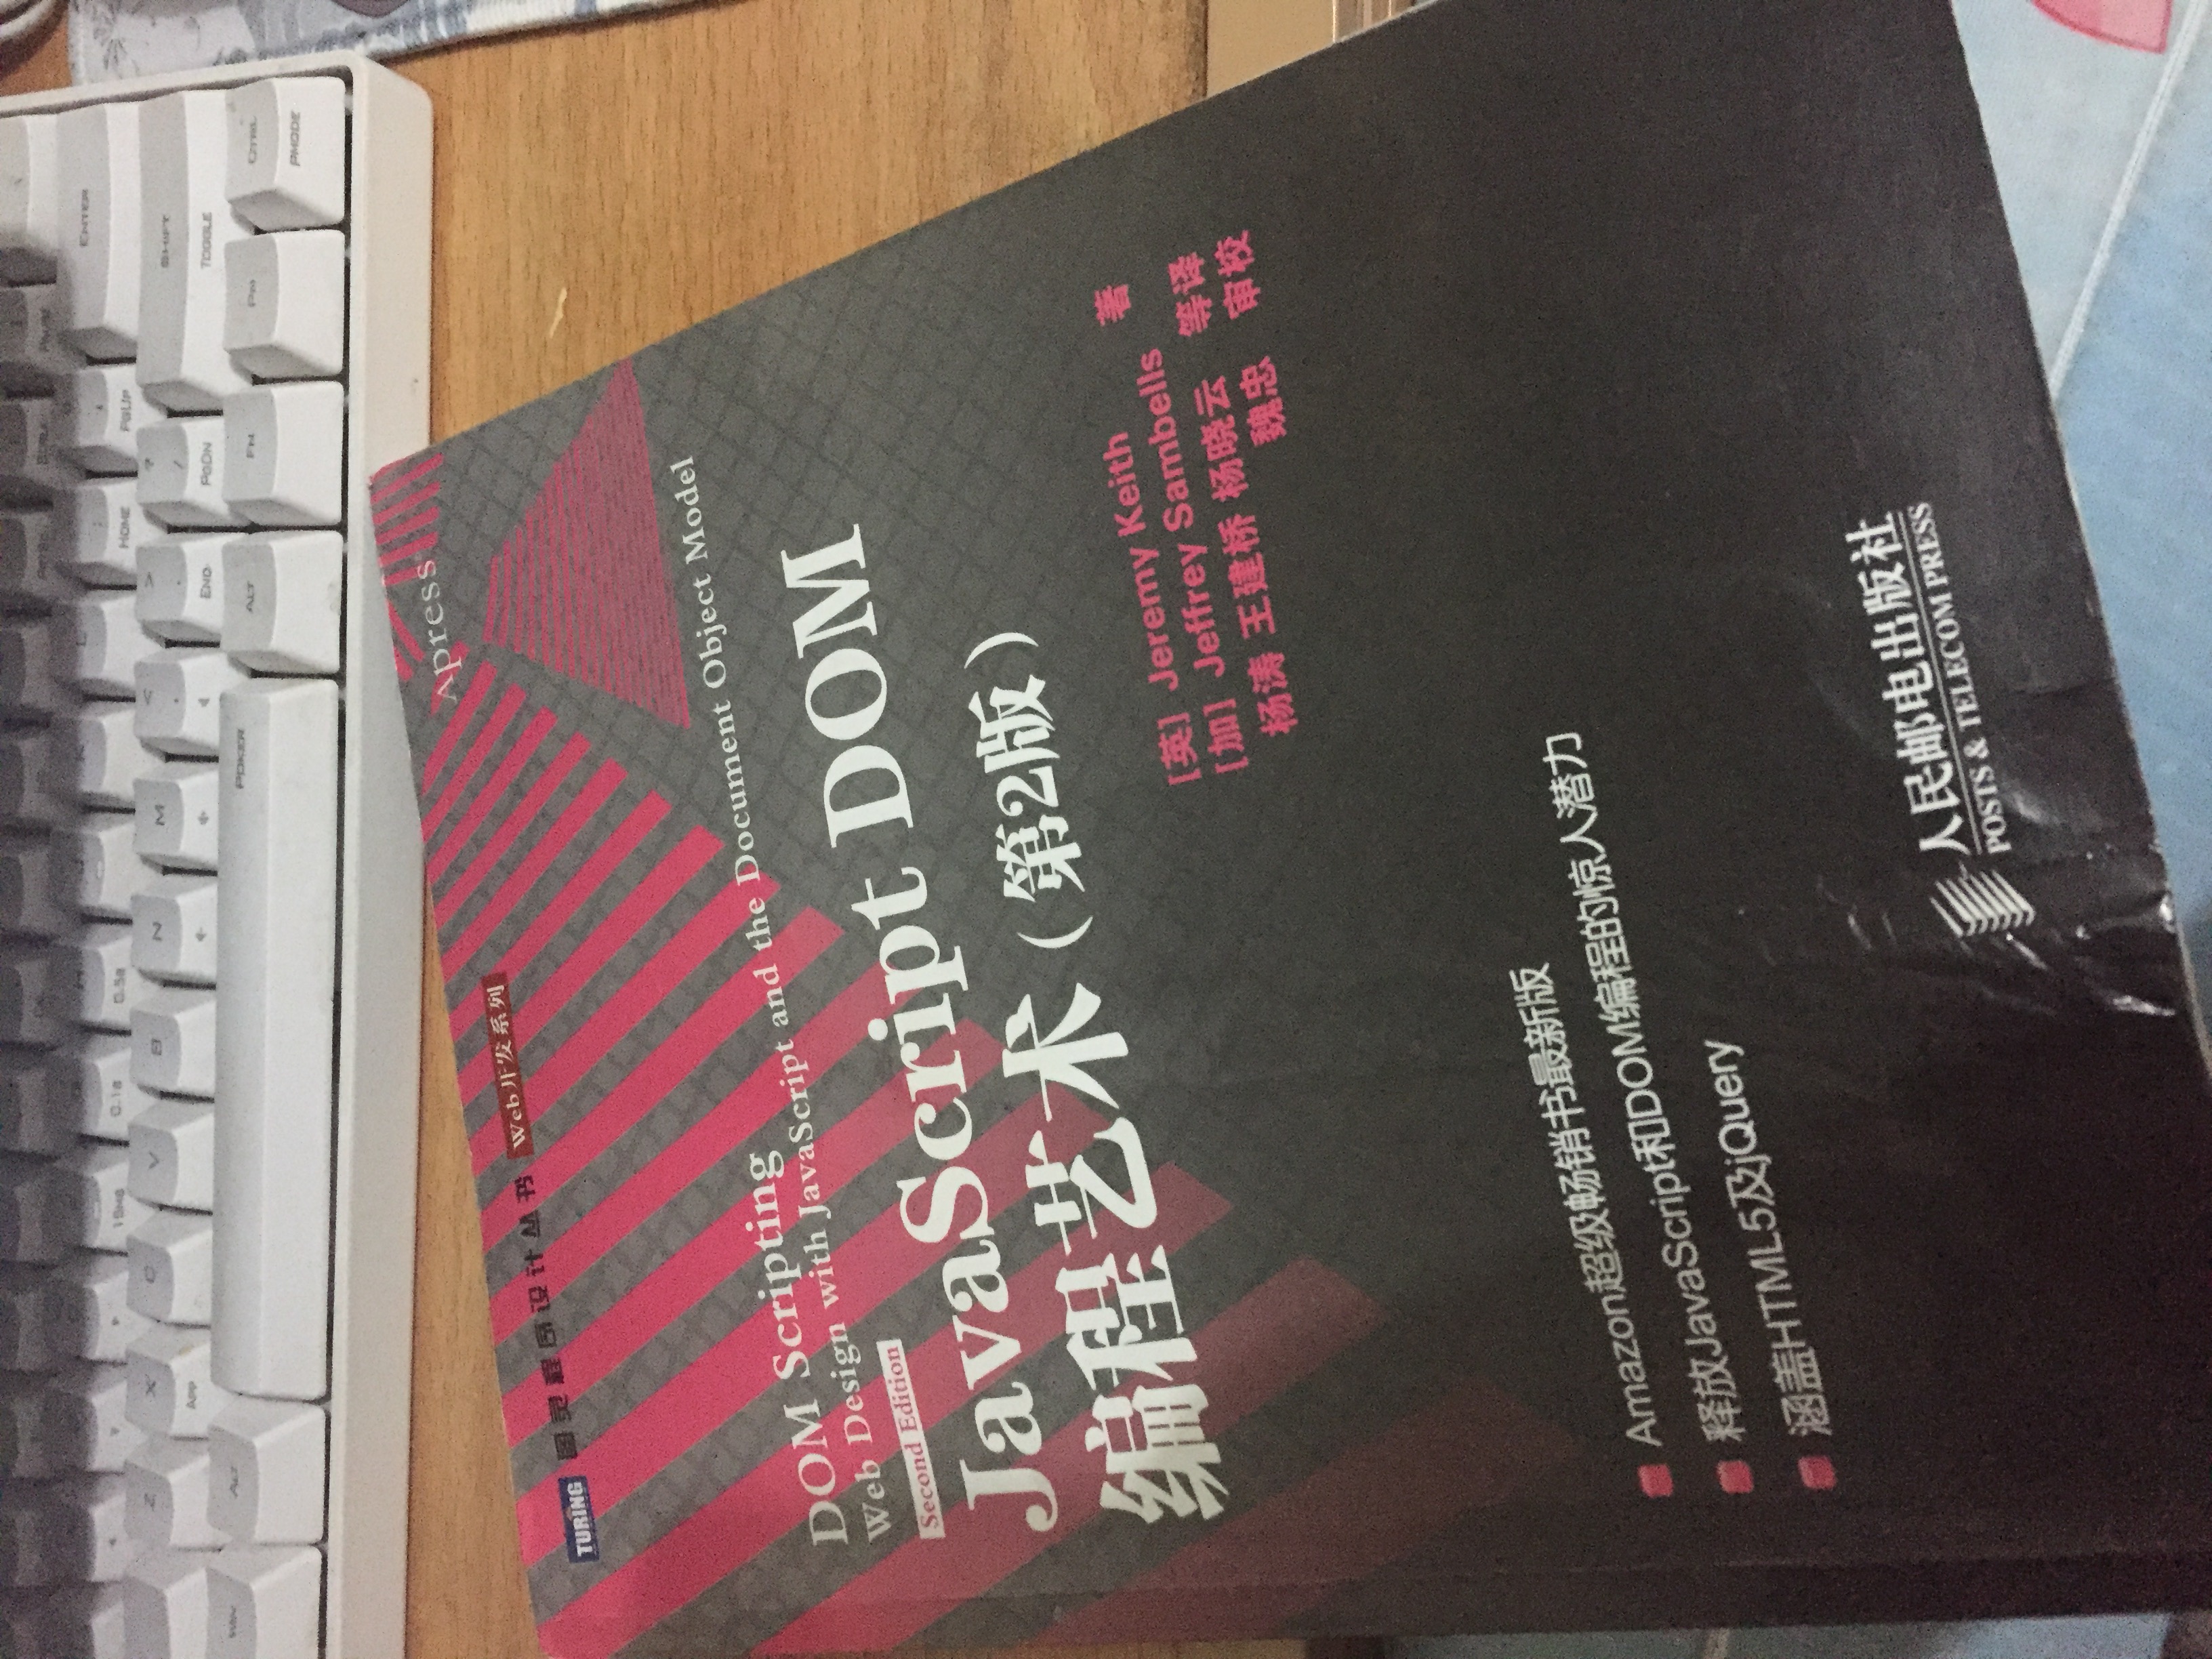 ENTER
10MS 0.1S 0.5S HOME PGUP
Z X C V B N M < > ? SHIFT
App , . / END PGDN TOGGLE
WIN ALT POKER ALT FN Pn CTRL
PMODE
Apress
TURING 图灵程序设计丛书 Web开发系列
DOM Scripting
Web Design with JavaScript and the Document Object Model
Second Edition
JavaScript DOM
编程艺术（第2版）
[英] Jeremy Keith 著
[加] Jeffrey Sambells
杨涛 王建桥 杨晓云 等译
魏忠 审校
Amazon超级畅销书最新版
释放JavaScript和DOM编程的惊人潜力
涵盖HTML5及jQuery
人民邮电出版社
POSTS & TELECOM PRESS